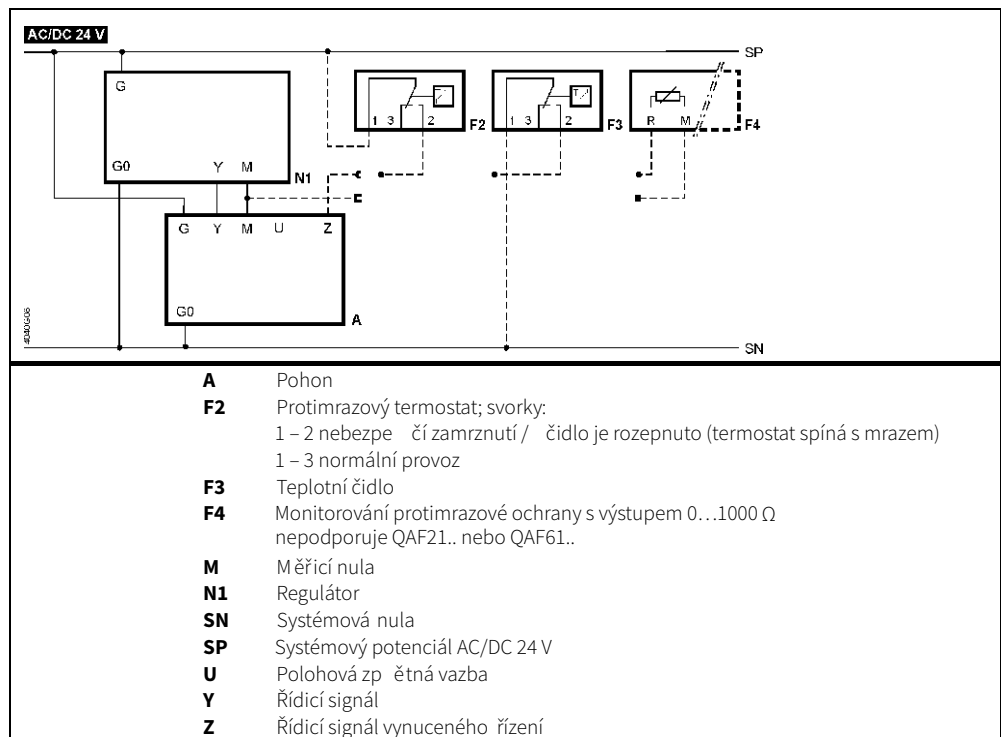 AC/DC 24 V
SP
G
G0 Y M
N1
1 3 2
F2
1 3 2
F3
R M
F4
G Y M U Z
G0
A
SN
A Pohon
F2 Protimrazový termostat; svorky:
1 – 2 nebezpe čí zamrznutí / čidlo je rozepnuto (termostat spíná s mrazem)
1 – 3 normální provoz
F3 Teplotní čidlo
F4 Monitorování protimrazové ochrany s výstupem 0…1000 Ω
nepodporuje QAF21.. nebo QAF61..
M M ěřicí nula
N1 Regulátor
SN Systémová nula
SP Systémový potenciál AC/DC 24 V
U Polohová zp ětná vazba
Y Řídicí signál
Z Řídicí signál vynuceného řízení